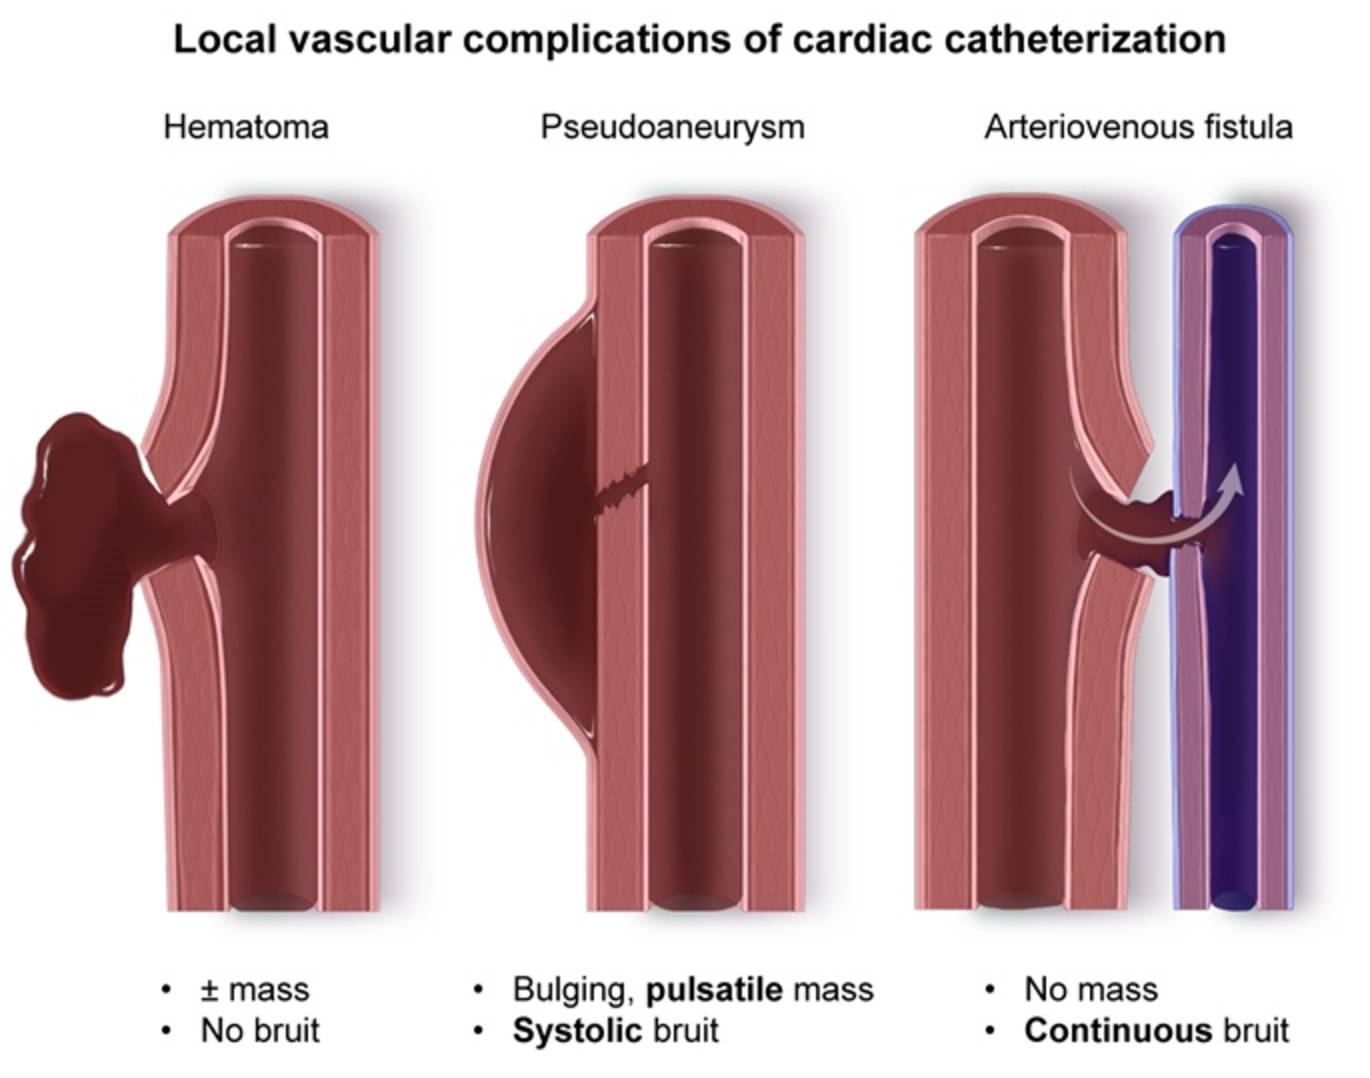 Local vascular complications of cardiac catheterization
Hematoma
Pseudoaneurysm
Arteriovenous fistula
• ± mass
• No bruit
• Bulging, pulsatile mass
• Systolic bruit
• No mass
• Continuous bruit